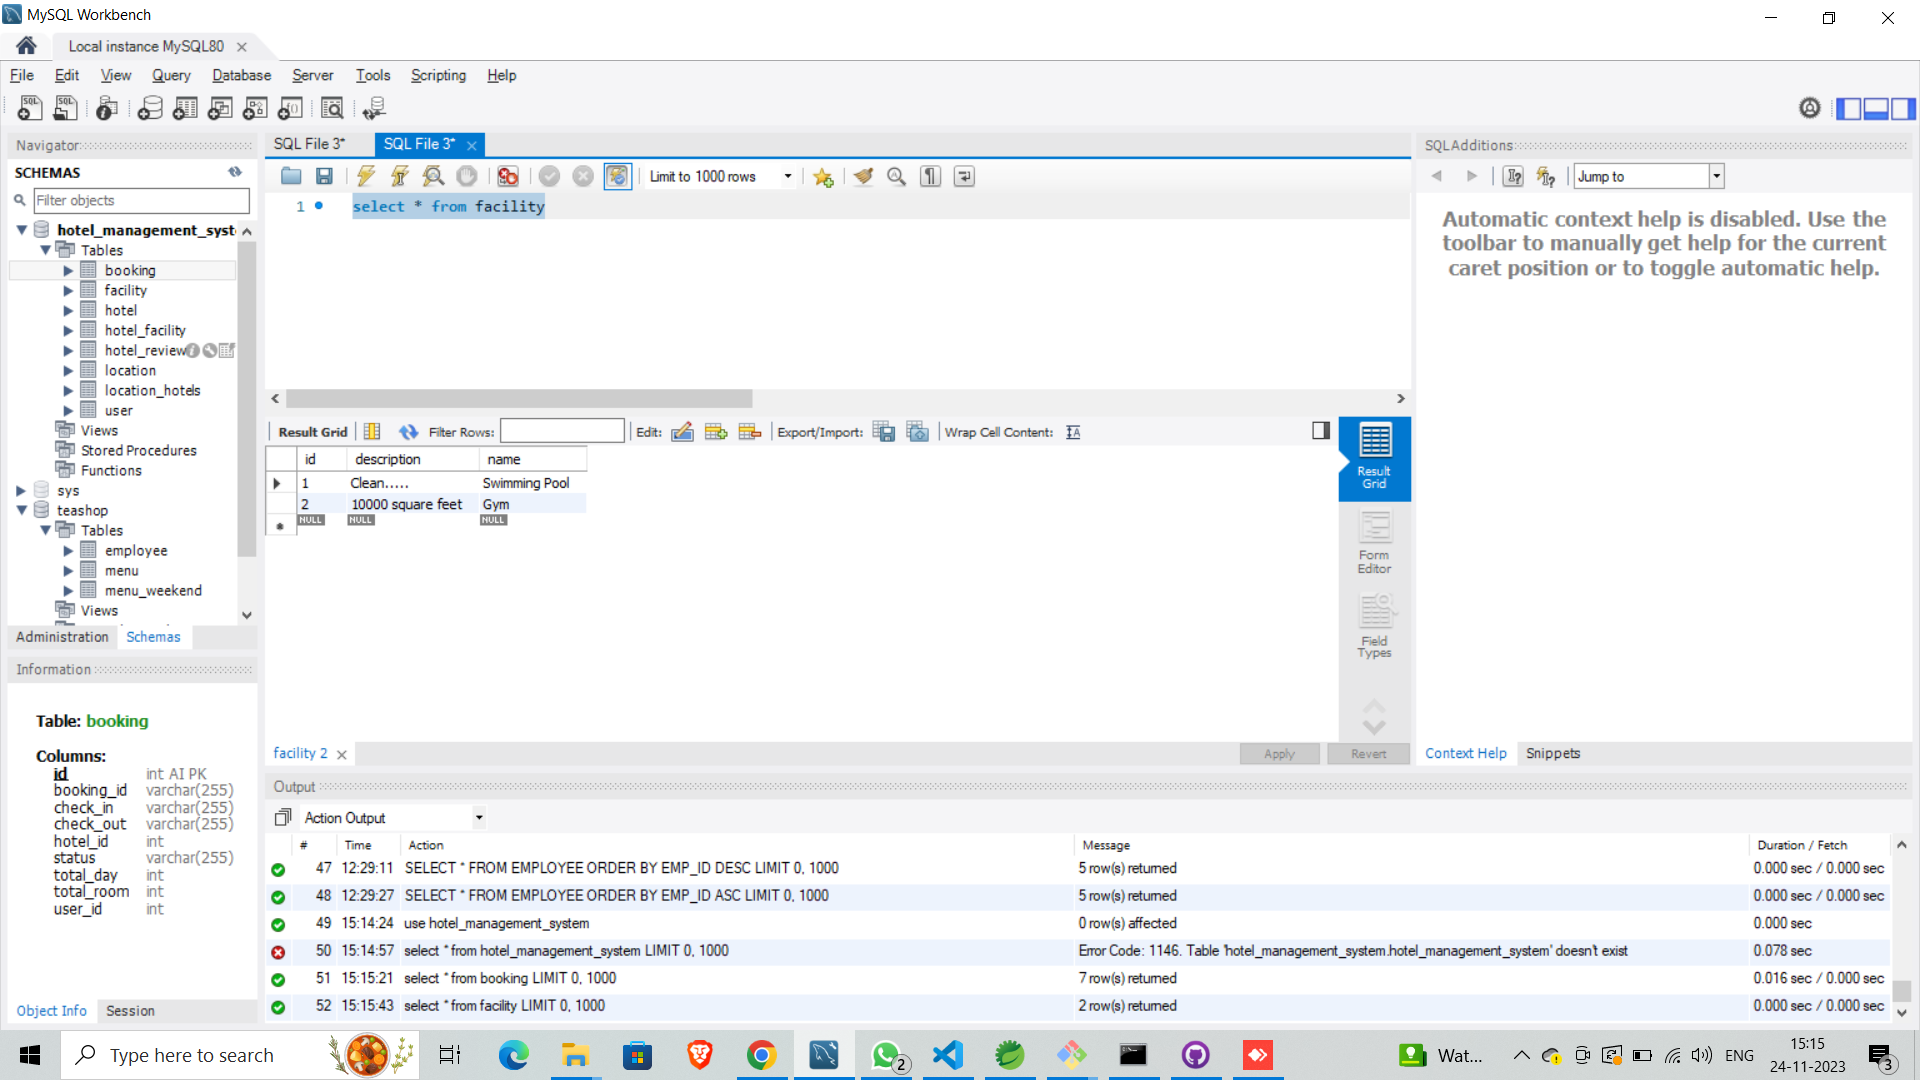 MySQL Workbench
Local instance MySQL80
File Edit View Query Database Server Tools Scripting Help
Navigator
SCHEMAS
Filter objects
hotel_management_syst
Tables
booking
facility
hotel
hotel_facility
hotel_review
location
location_hotels
user
Views
Stored Procedures
Functions
sys
teashop
Tables
employee
menu
menu_weekend
Views
Administration Schemas
Information
Table: booking
Columns:
id int AI PK
booking_id varchar(255)
check_in varchar(255)
check_out varchar(255)
hotel_id int
status varchar(255)
total_day int
total_room int
user_id int
Object Info Session
SQL File 3* SQL File 3*
Limit to 1000 rows
1 select * from facility
Result Grid Filter Rows: Edit: Export/Import: Wrap Cell Content:
id description name
1 Clean..... Swimming Pool
2 10000 square feet Gym
NULL NULL NULL
Result Grid
Form Editor
Field Types
facility 2 Apply Revert
SQLAdditions
Jump to
Automatic context help is disabled. Use the
toolbar to manually get help for the current
caret position or to toggle automatic help.
Context Help Snippets
Output
Action Output
# Time Action Message Duration / Fetch
47 12:29:11 SELECT * FROM EMPLOYEE ORDER BY EMP_ID DESC LIMIT 0, 1000 5 row(s) returned 0.000 sec / 0.000 sec
48 12:29:27 SELECT * FROM EMPLOYEE ORDER BY EMP_ID ASC LIMIT 0, 1000 5 row(s) returned 0.000 sec / 0.000 sec
49 15:14:24 use hotel_management_system 0 row(s) affected 0.000 sec
50 15:14:57 select * from hotel_management_system LIMIT 0, 1000 Error Code: 1146. Table 'hotel_management_system.hotel_management_system' doesn't exist 0.078 sec
51 15:15:21 select * from booking LIMIT 0, 1000 7 row(s) returned 0.016 sec / 0.000 sec
52 15:15:43 select * from facility LIMIT 0, 1000 2 row(s) returned 0.000 sec / 0.000 sec
Type here to search
2
Wat...
ENG
15:15
24-11-2023
3